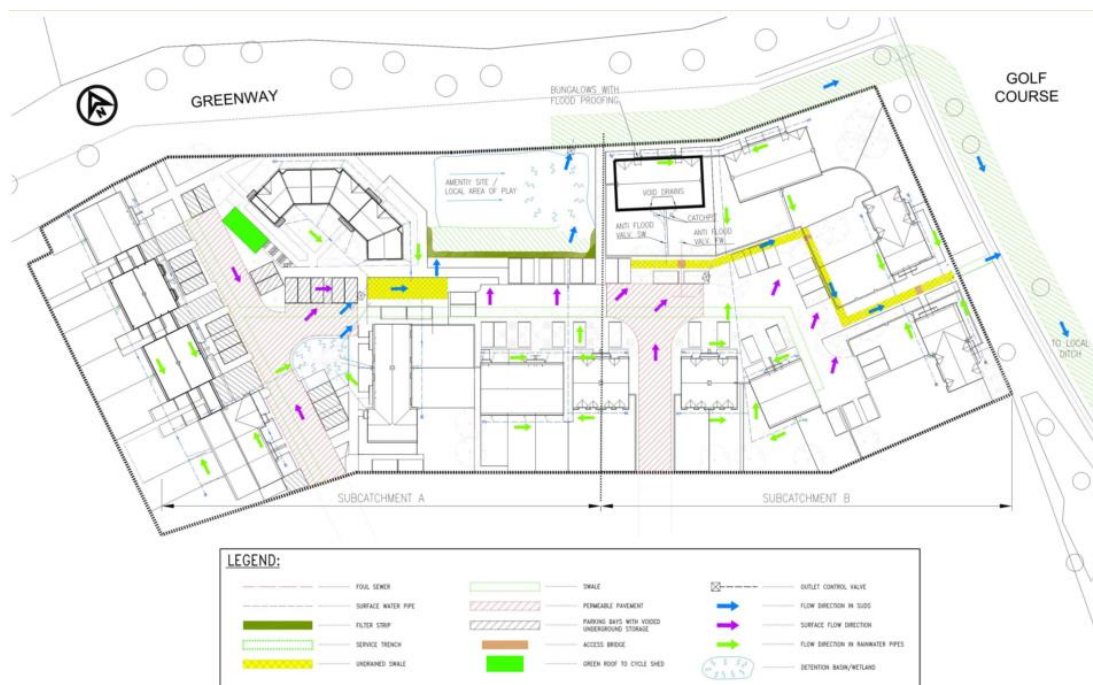 GREENWAY
GOLF
COURSE
BUNGALOWS WITH
FLOOD PROOFING
AMENTIY SITE /
LOCAL AREA OF PLAY
VOID DRAINS
CATCHPIT
ANTI FLOOD
VALV. SW
ANTI FLOOD
VALV. FWL
TO LOCAL
DITCH
SUBCATCHMENT A
SUBCATCHMENT B
LEGEND:
FOUL SEWER
SURFACE WATER PIPE
FILTER STRIP
SERVICE TRENCH
UNDRAINED SWALE
SWALE
PERMEABLE PAVEMENT
PARKING BAYS WITH VOIDED
UNDERGROUND STORAGE
ACCESS BRIDGE
GREEN ROOF TO CYCLE SHED
OUTLET CONTROL VALVE
FLOW DIRECTION IN SUDS
SURFACE FLOW DIRECTION
FLOW DIRECTION IN RAINWATER PIPES
DETENTION BASIN/WETLAND